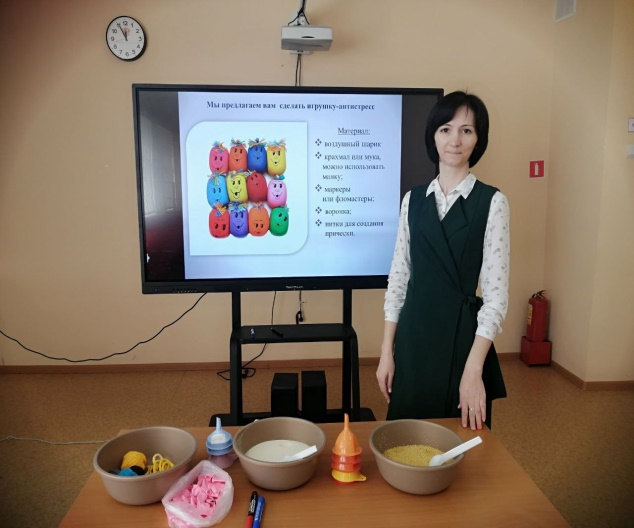 Мы предлагаем вам сделать игрушку-антистресс
Материал:
❖ воздушный шарик
❖ крахмал или мука,
можно использовать
манку;
❖ маркеры
или фломастеры;
❖ воронка;
❖ нитки для создания
прически.